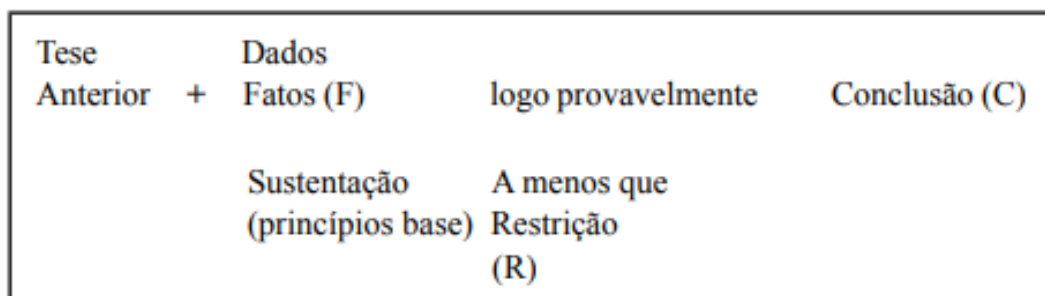 Tese Dados
Anterior + Fatos (F) logo provavelmente Conclusão (C)
Sustentação A menos que
(princípios base) Restrição
(R)